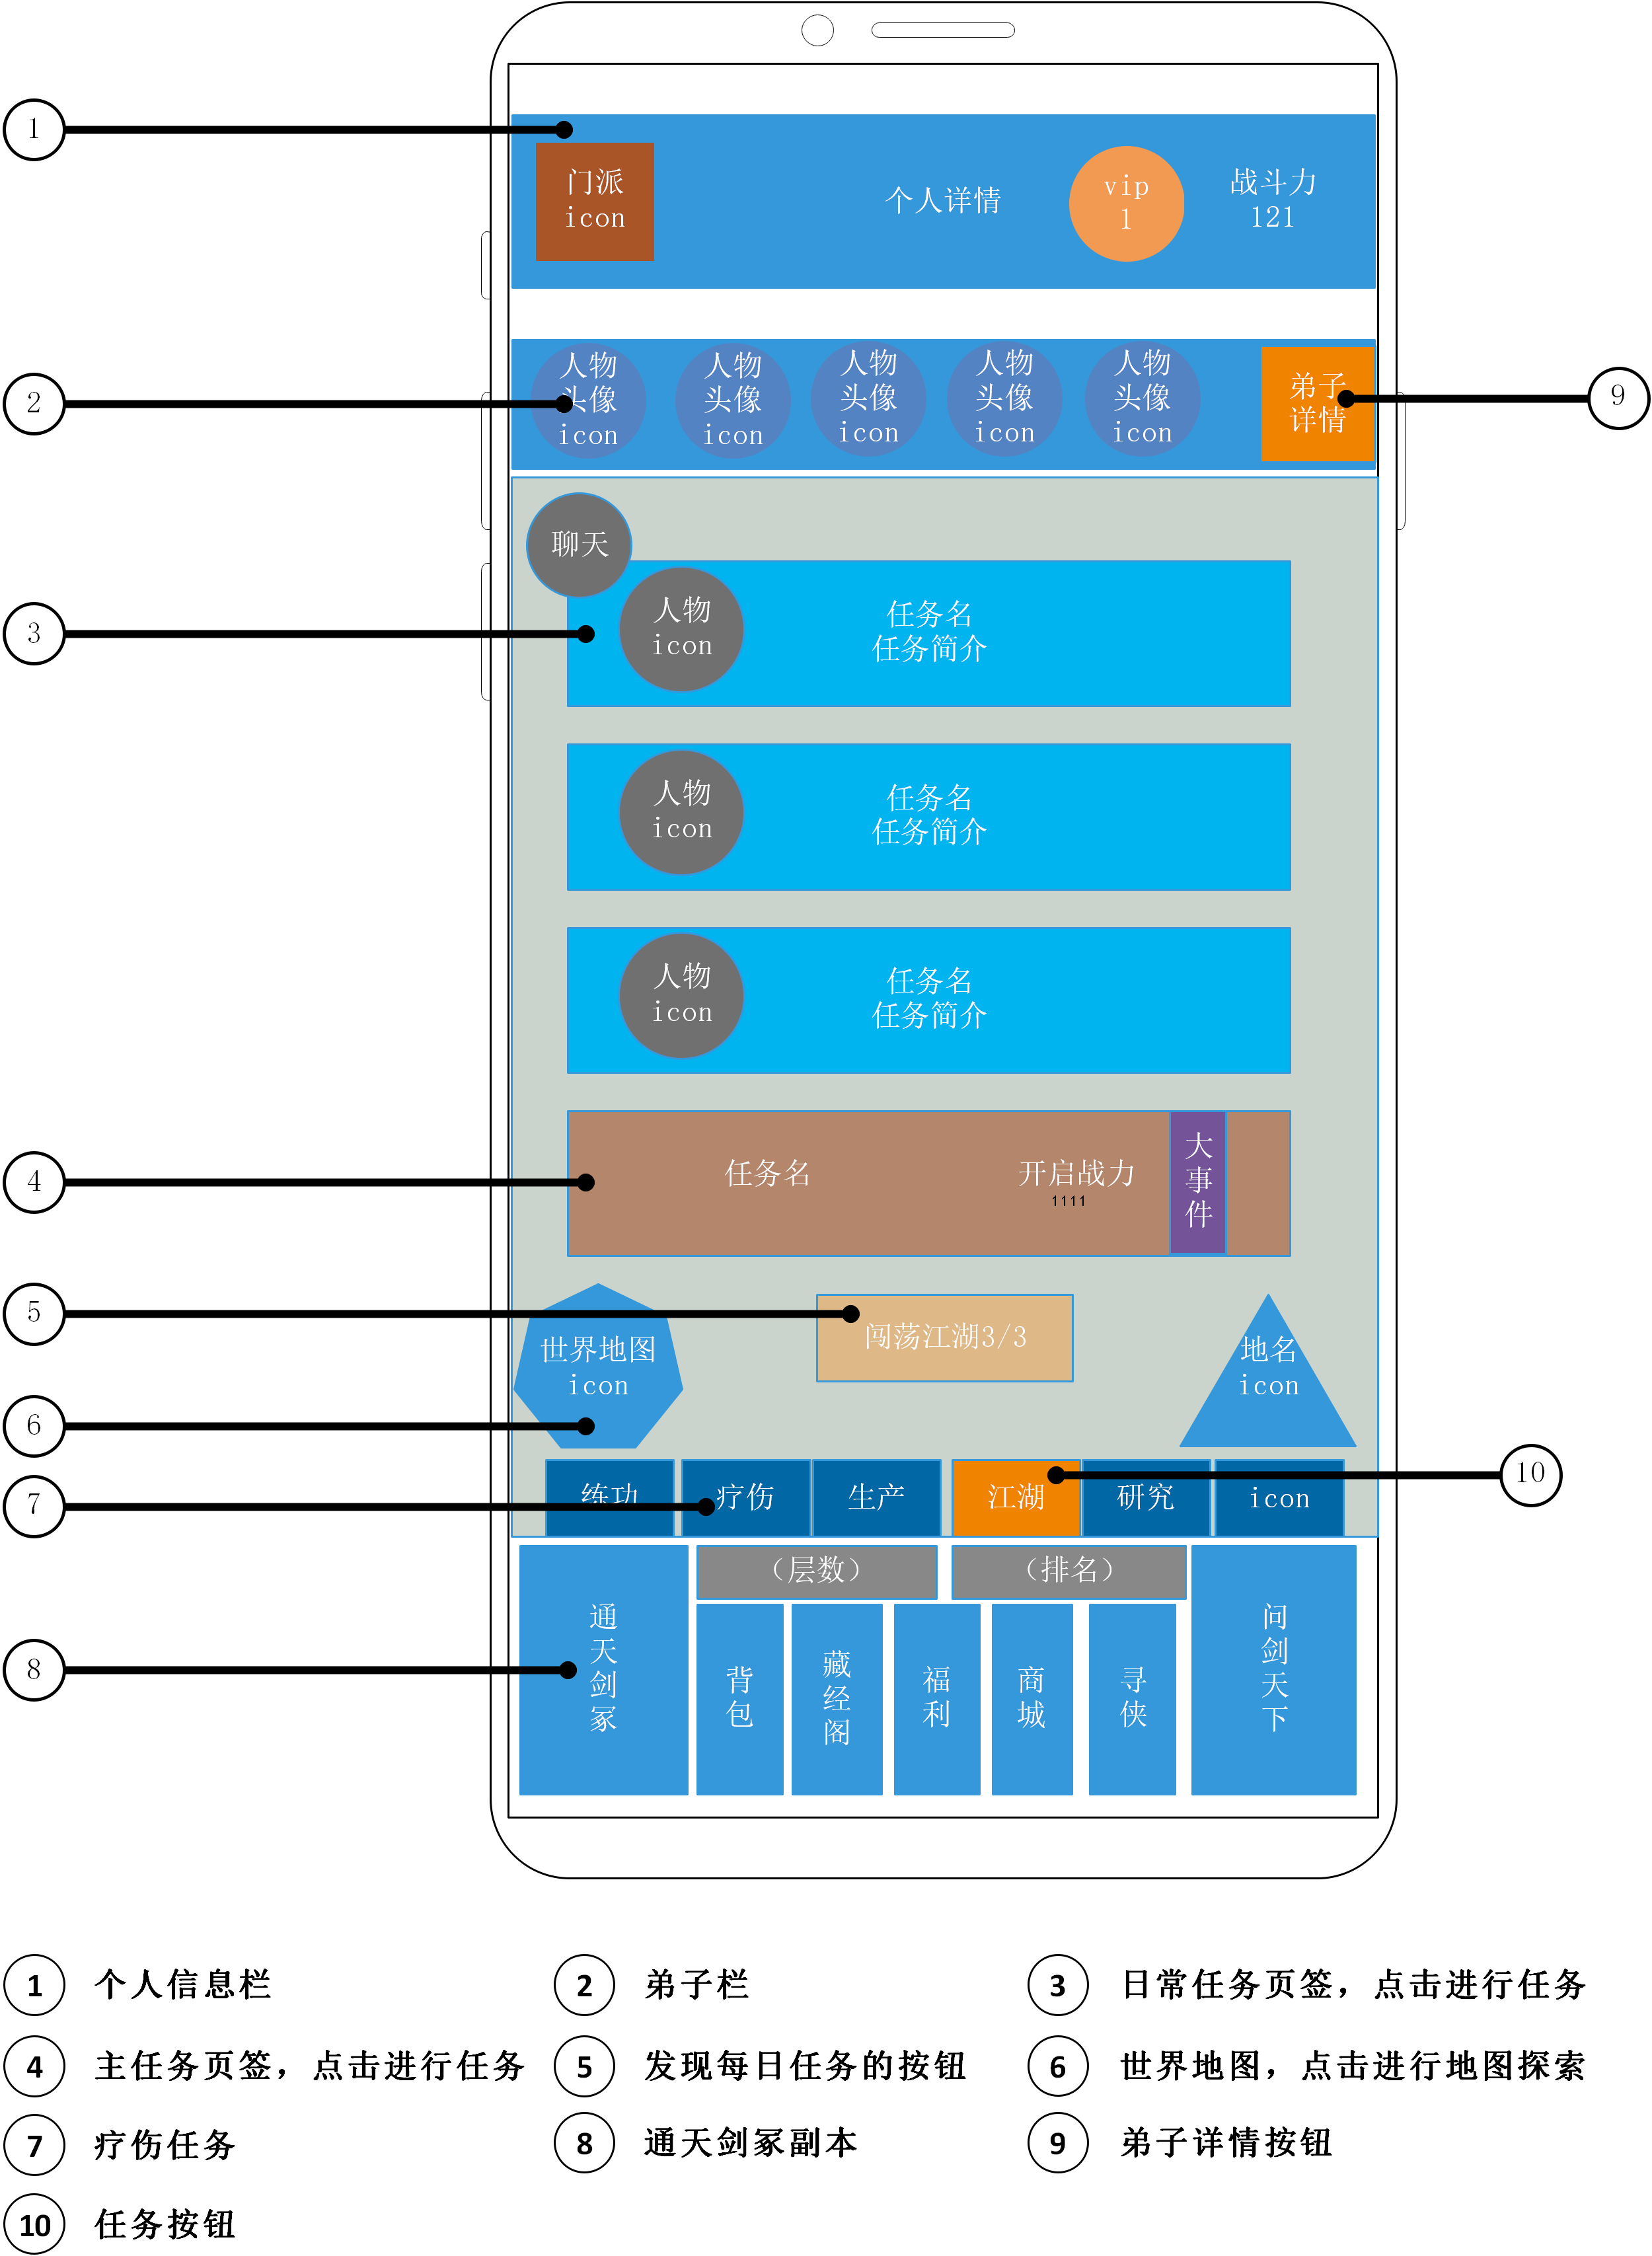 1
门派
icon
个人详情
vip
1
战斗力
121
2
人物
头像
icon
人物
头像
icon
人物
头像
icon
人物
头像
icon
人物
头像
icon
弟子
详情
9
聊天
3
人物
icon
任务名
任务简介
人物
icon
任务名
任务简介
人物
icon
任务名
任务简介
4
任务名
开启战力
1111
大
事
件
5
闯荡江湖3/3
世界地图
icon
地名
icon
6
7
练功
疗伤
生产
江湖
研究
icon
10
8
通
天
剑
冢
（层数）
（排名）
背
包
藏
经
阁
福
利
商
城
寻
侠
问
剑
天
下
1 个人信息栏
2 弟子栏
3 日常任务页签，点击进行任务
4 主任务页签，点击进行任务
5 发现每日任务的按钮
6 世界地图，点击进行地图探索
7 疗伤任务
8 通天剑冢副本
9 弟子详情按钮
10 任务按钮